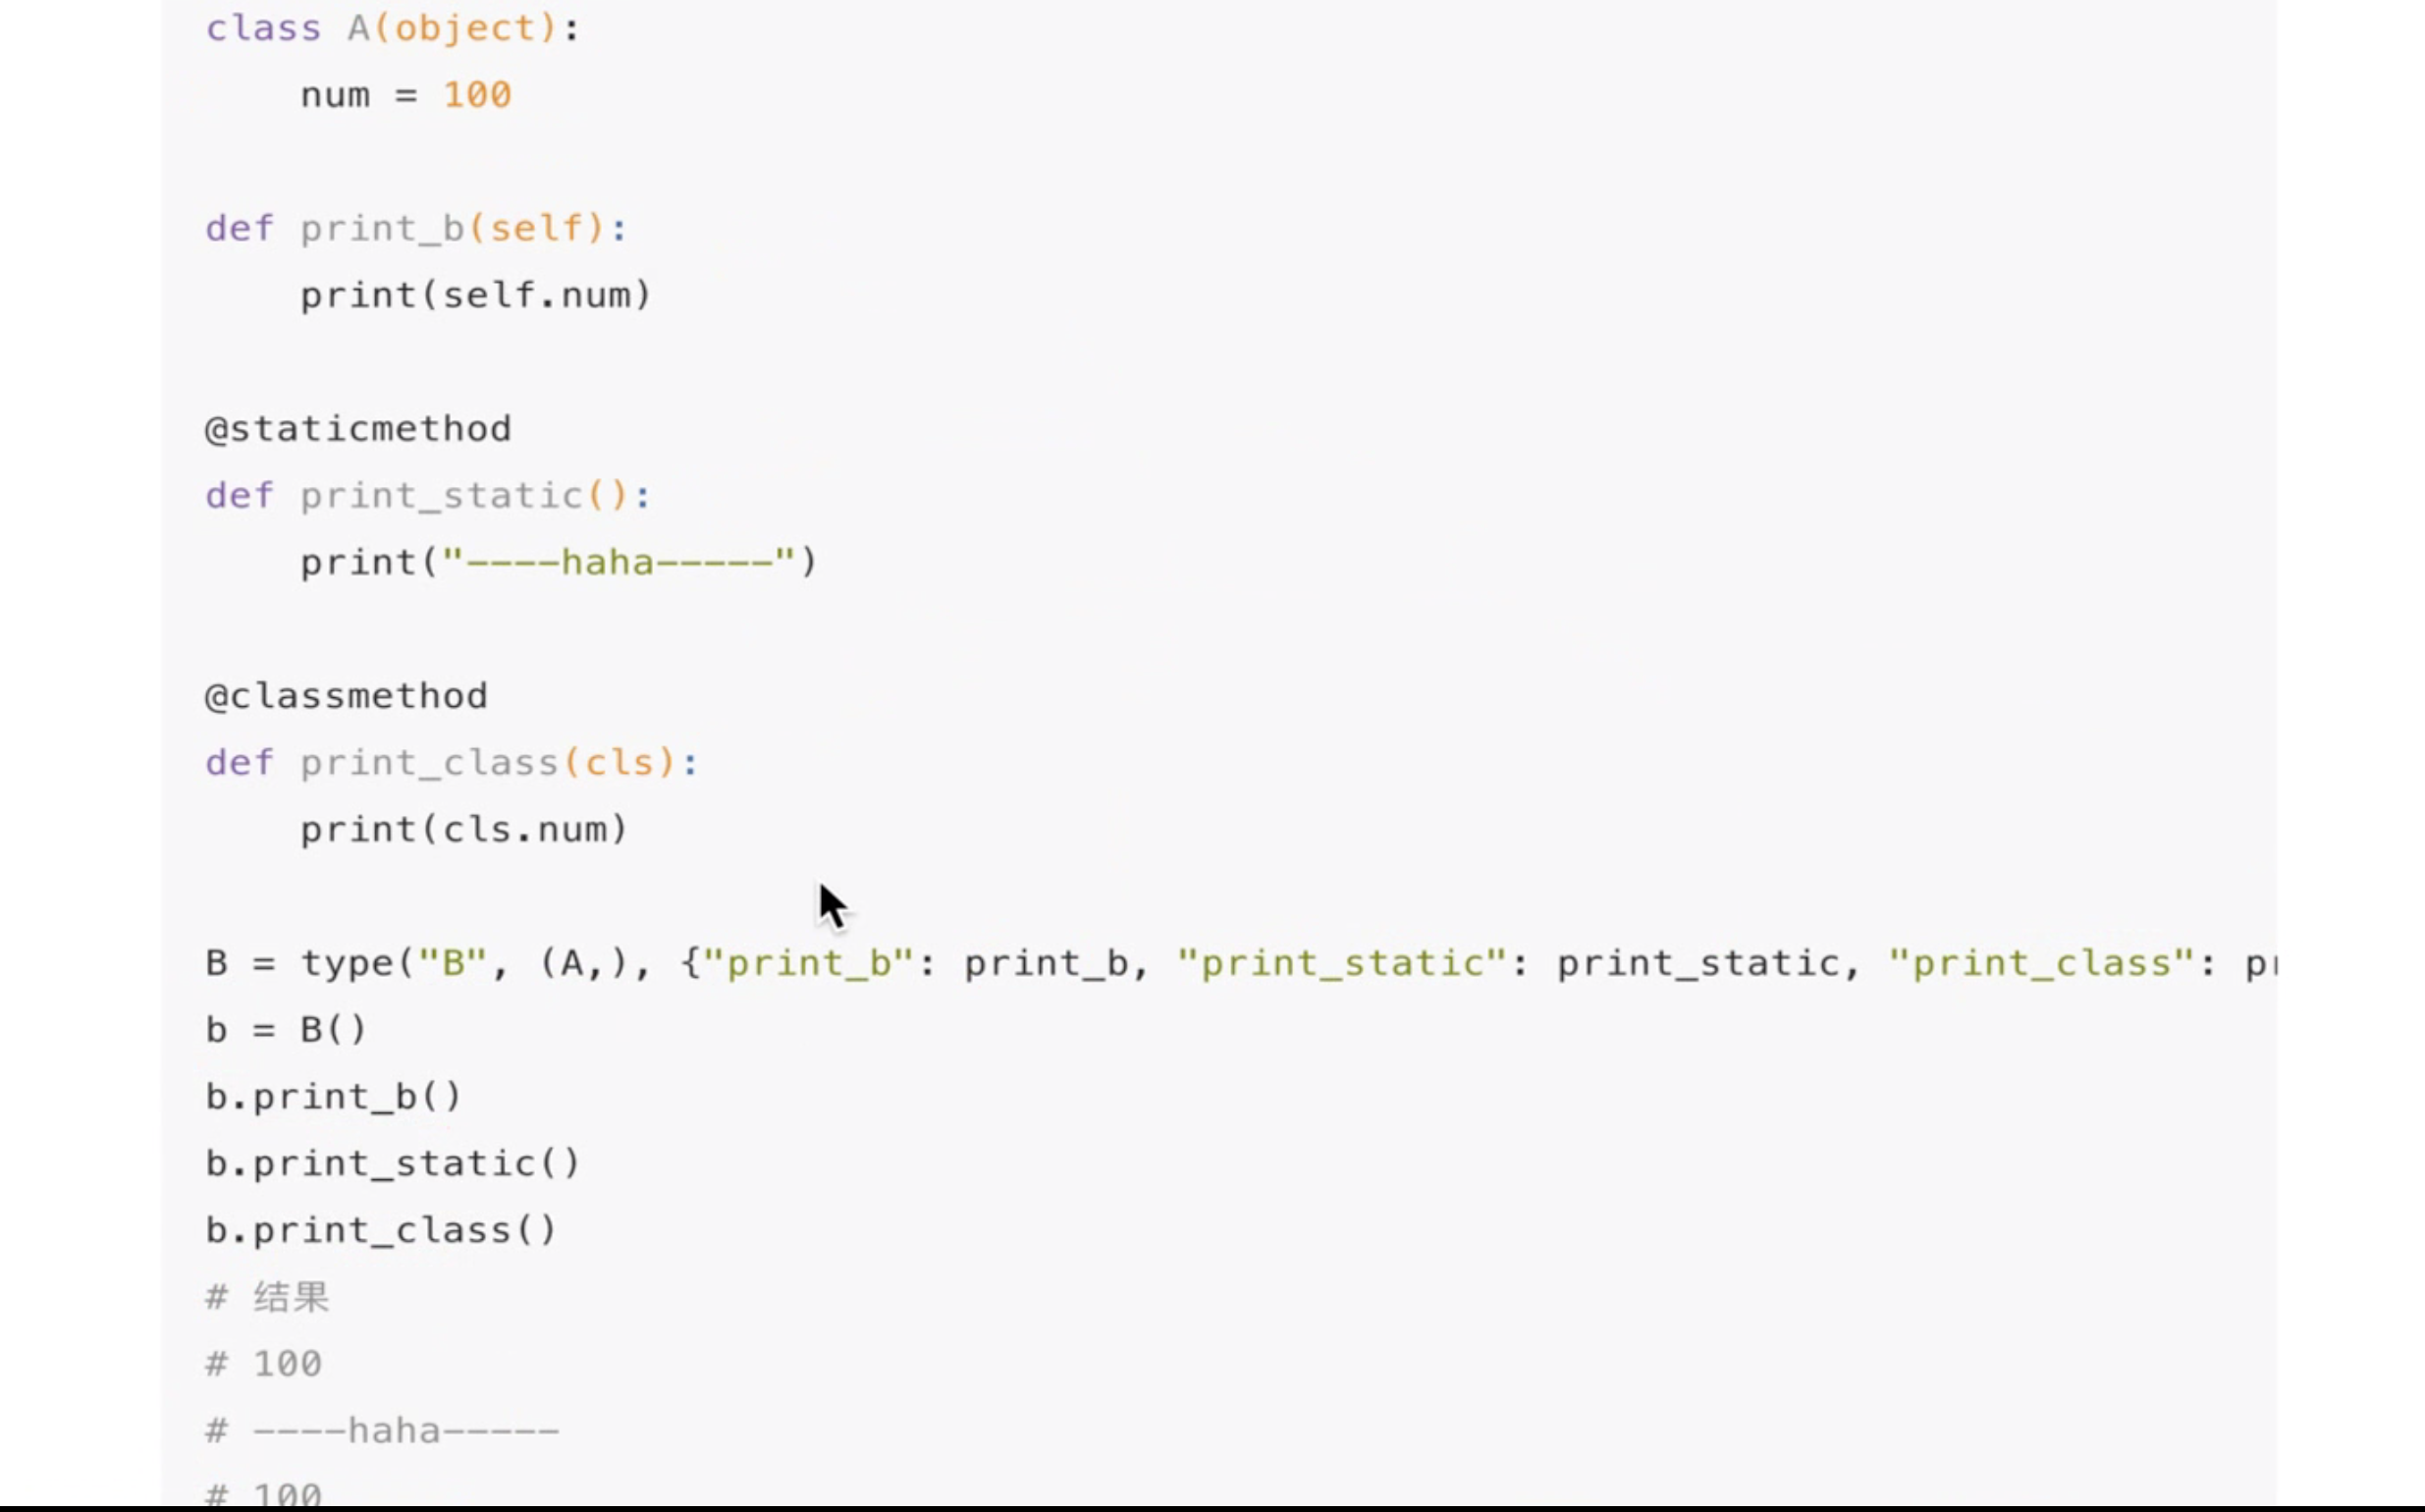 class A(object):
    num = 100
def print_b(self):
    print(self.num)
@staticmethod
def print_static():
    print("----haha-----")
@classmethod
def print_class(cls):
    print(cls.num)
B = type("B", (A,), {"print_b": print_b, "print_static": print_static, "print_class": pr
b = B()
b.print_b()
b.print_static()
b.print_class()
# 结果
# 100
# ----haha-----
# 100